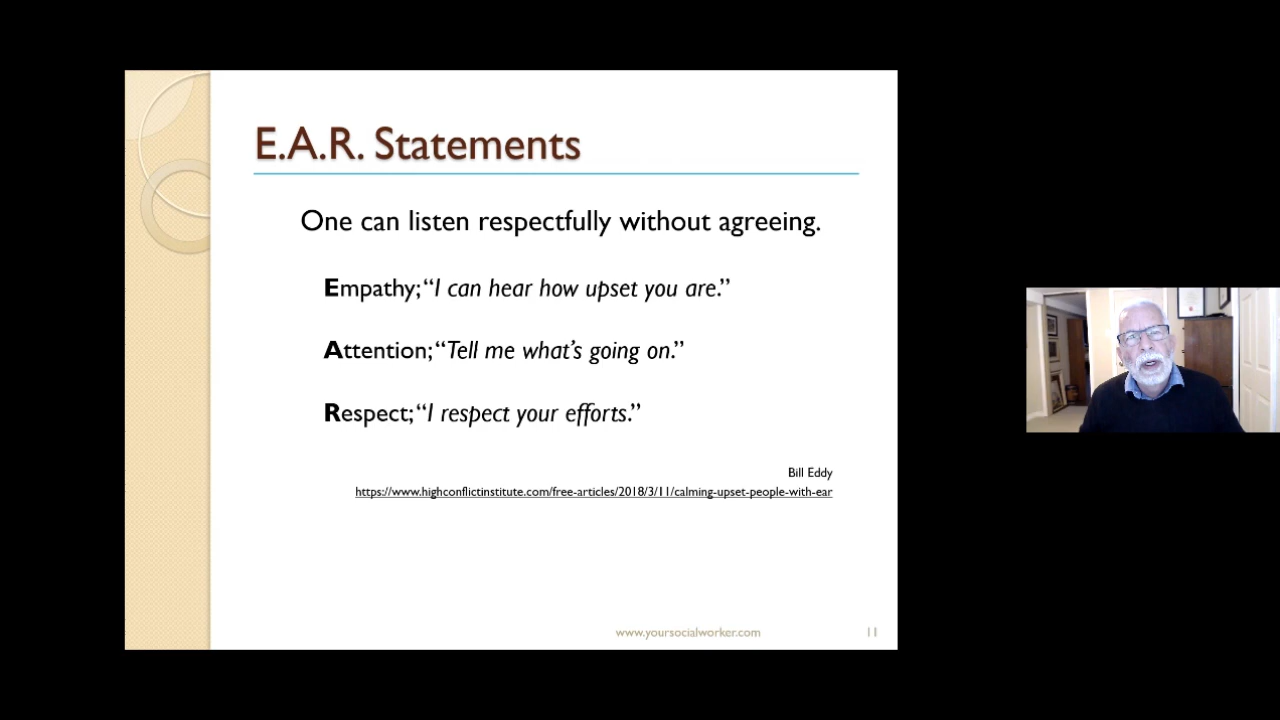 E.A.R. Statements
One can listen respectfully without agreeing.
Empathy; “I can hear how upset you are.”
Attention; “Tell me what’s going on.”
Respect; “I respect your efforts.”
Bill Eddy
https://www.highconflictinstitute.com/free-articles/2018/3/11/calming-upset-people-with-ear
www.yoursocialworker.com 11